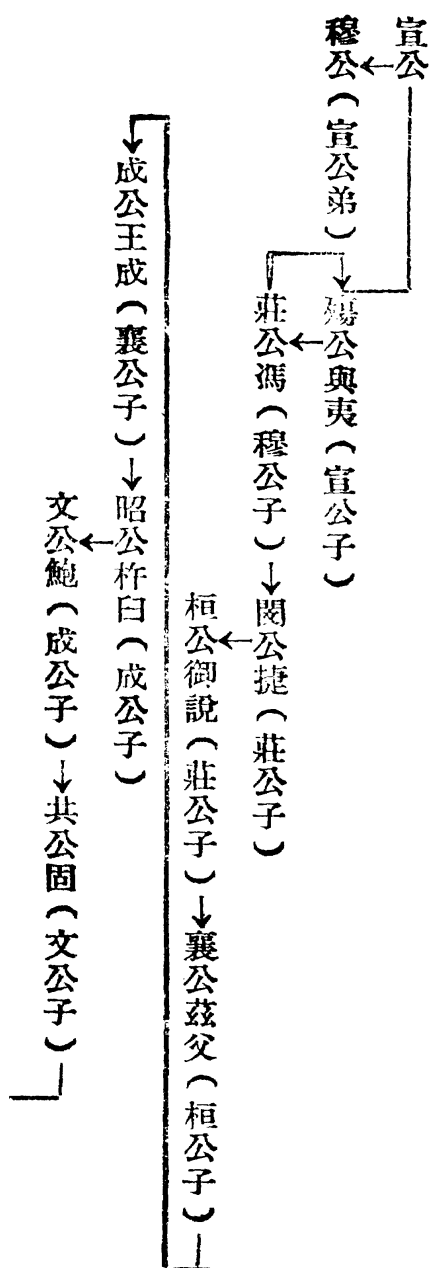 宣公
穆公（宣公弟）
殤公與夷（宣公子）
莊公馮（穆公子）
閔公捷（莊公子）
桓公御說（莊公子）
襄公茲父（桓公子）
成公王成（襄公子）
昭公杵臼（成公子）
文公鮑（成公子）
共公固（文公子）